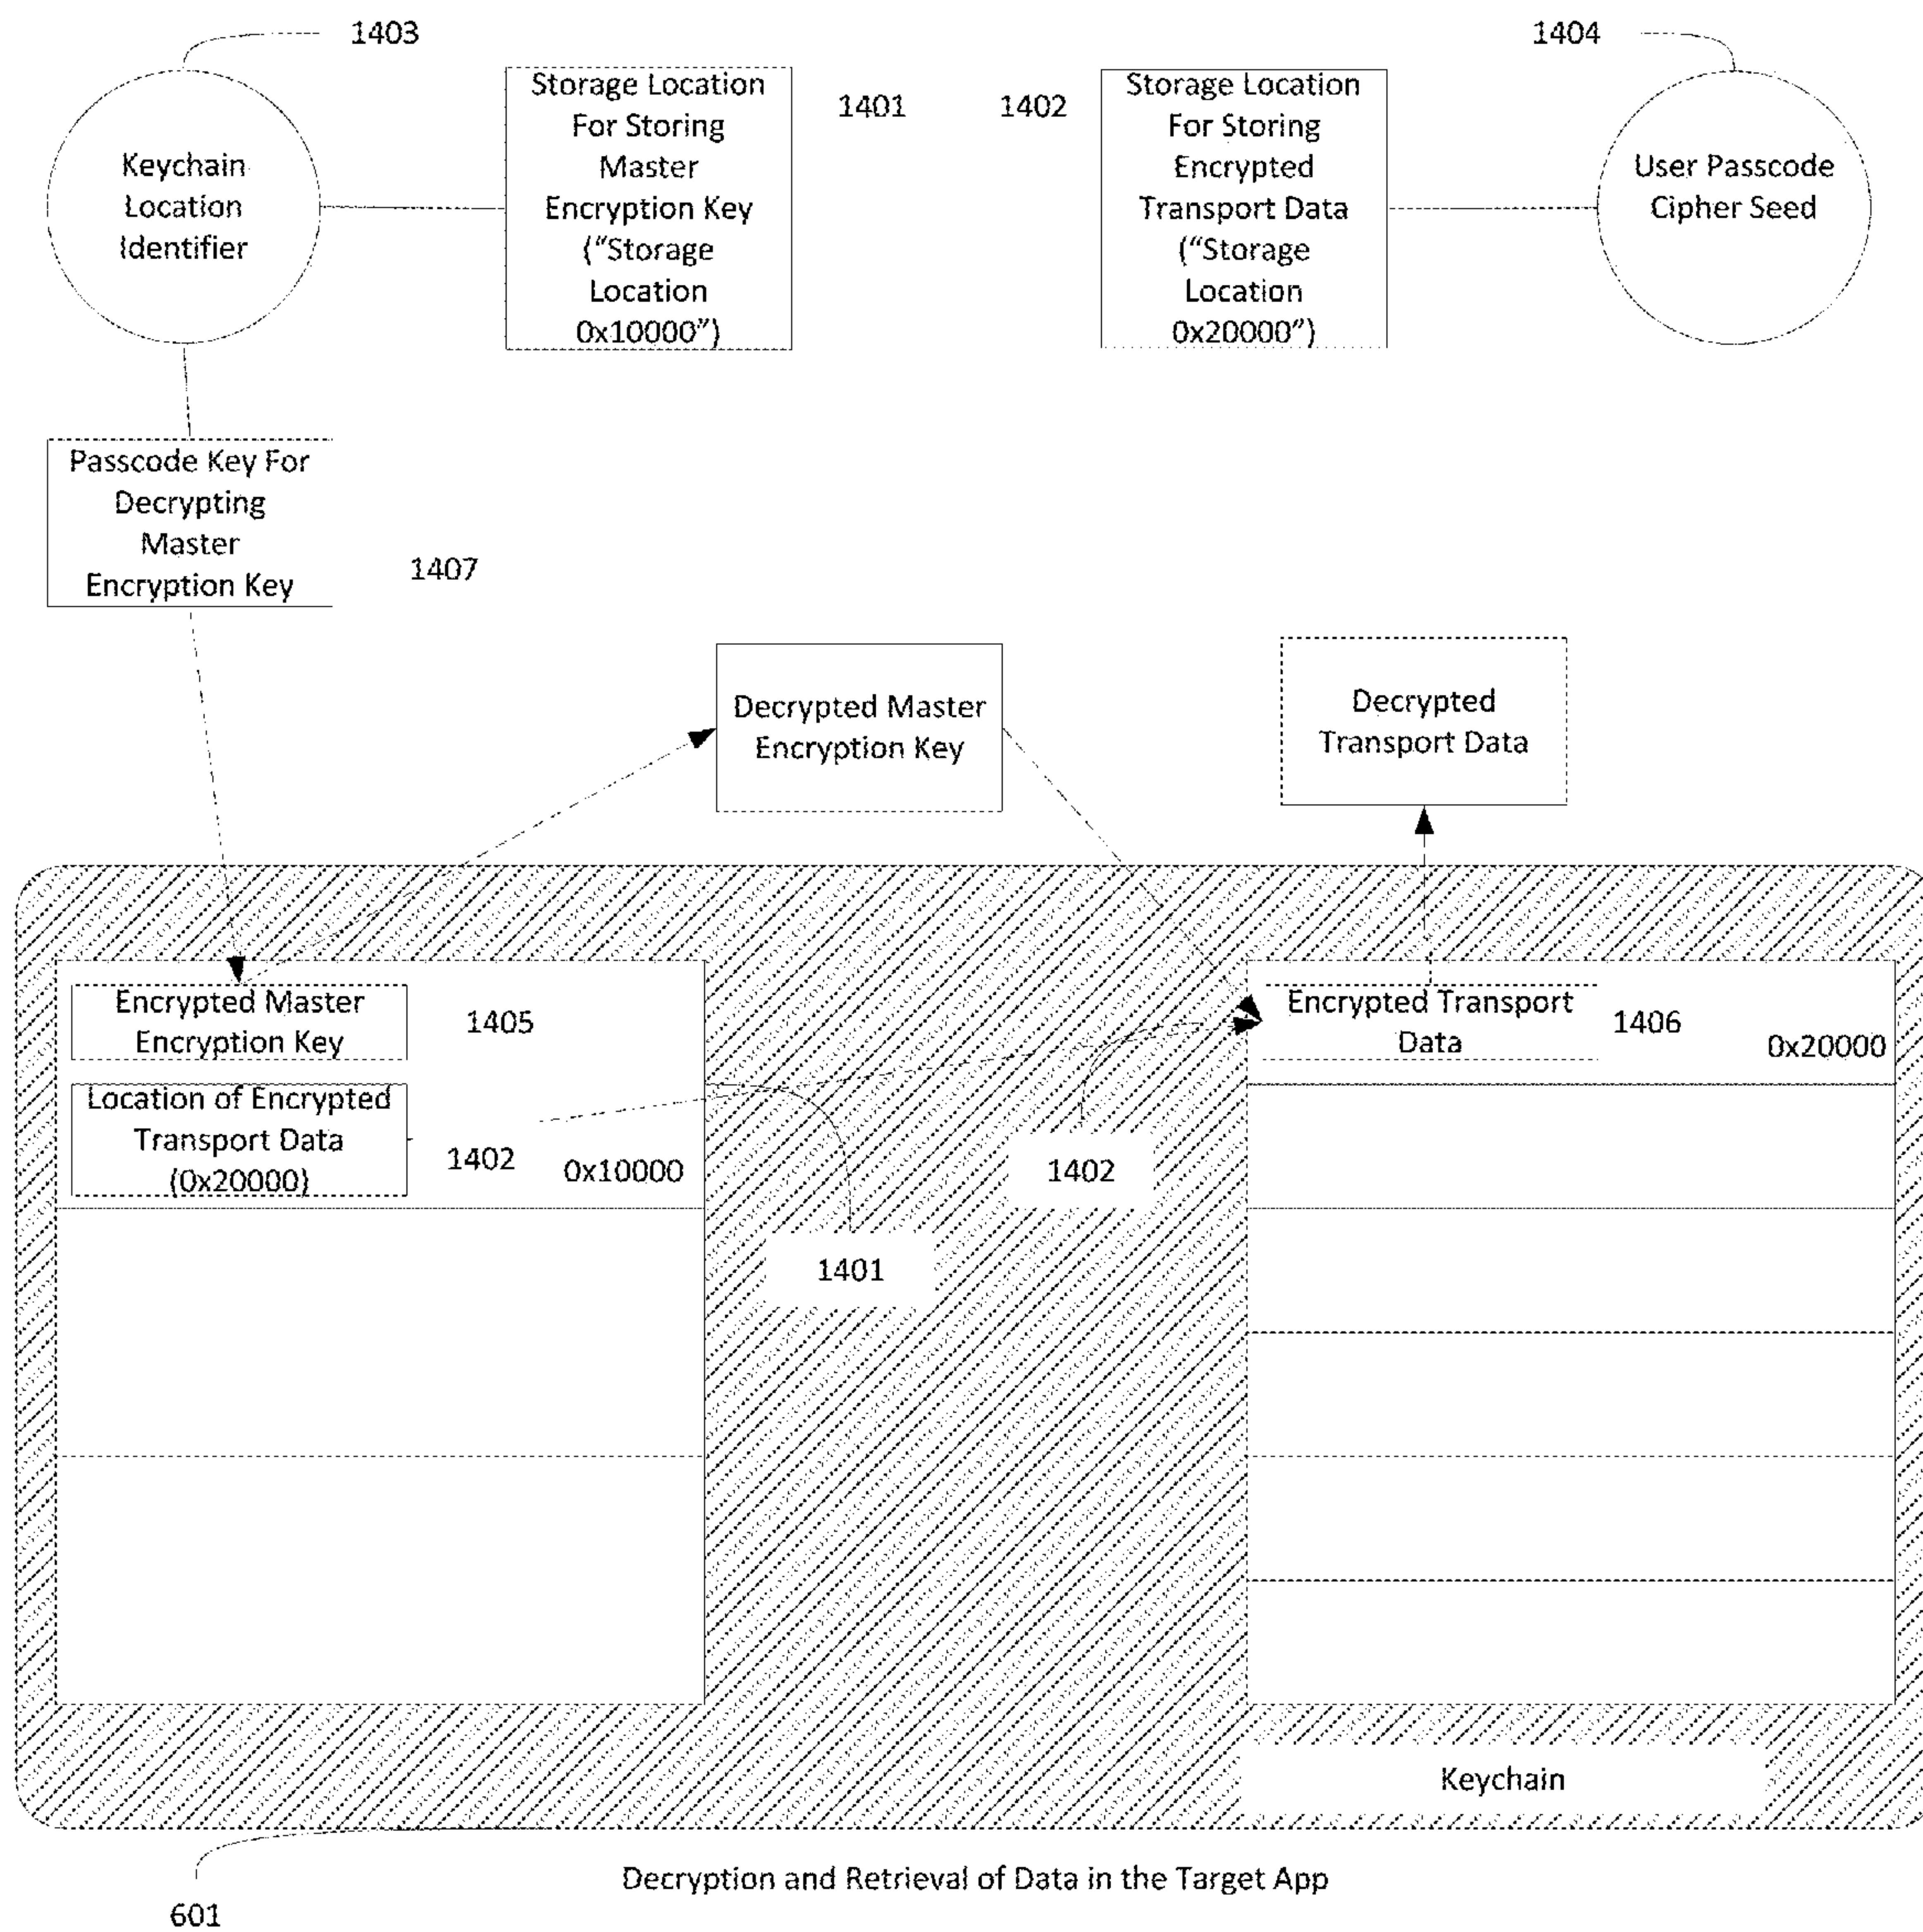 1403
1404
Storage Location
For Storing
Master
Encryption Key
("Storage
Location
0x10000")
1401
1402
Storage Location
For Storing
Encrypted
Transport Data
("Storage
Location
0x20000")
Keychain
Location
Identifier
User Passcode
Cipher Seed
Passcode Key For
Decrypting
Master
Encryption Key
1407
Decrypted Master
Encryption Key
Decrypted
Transport Data
Encrypted Master
Encryption Key
1405
Encrypted Transport
Data
1406
0x20000
Location of Encrypted
Transport Data
(0x20000)
1402
0x10000
1402
1401
Keychain
Decryption and Retrieval of Data in the Target App
601